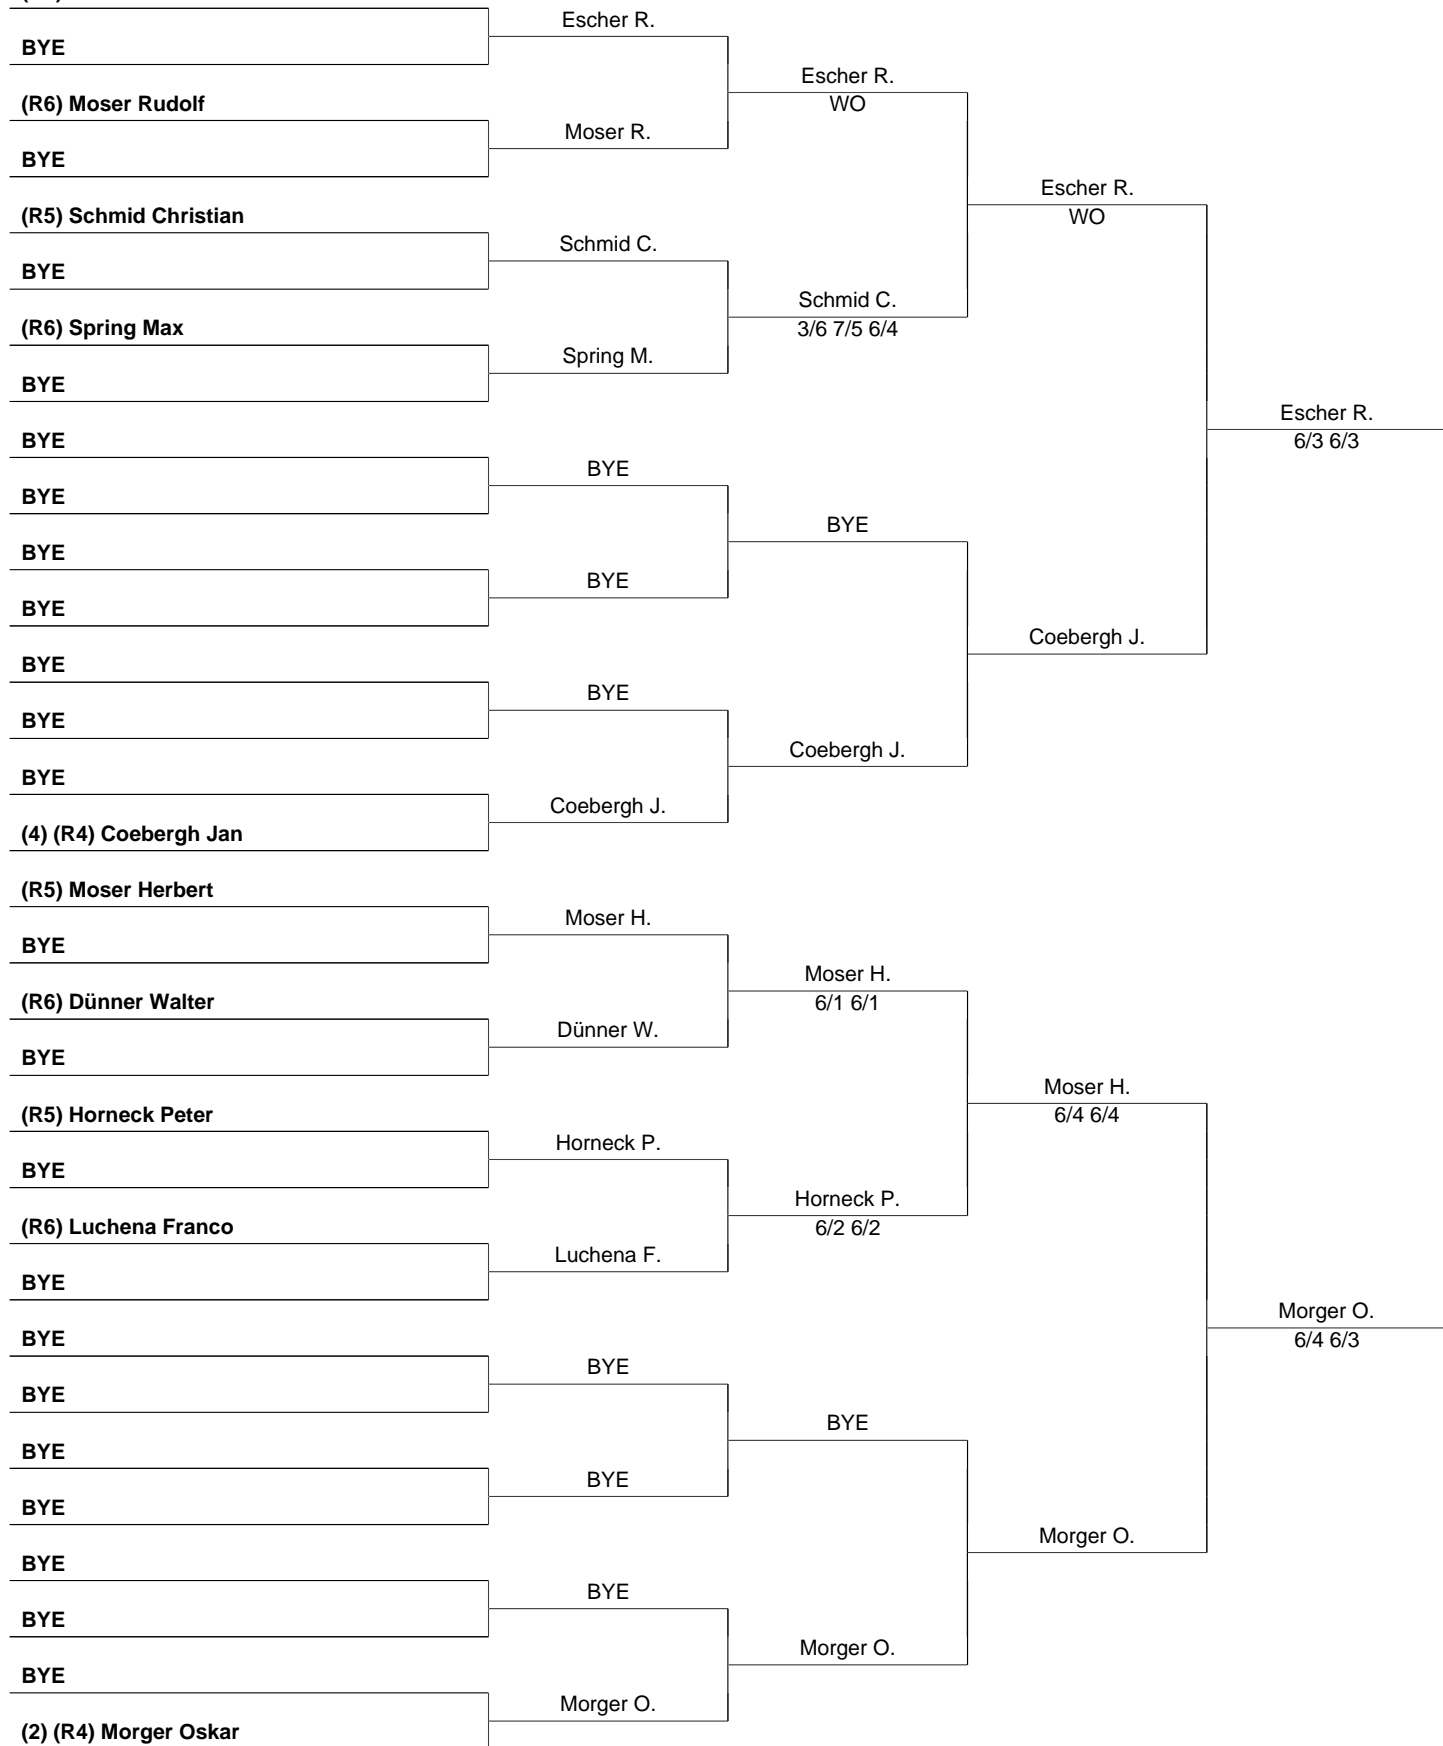 BYE
(R6) Moser Rudolf
BYE
(R5) Schmid Christian
BYE
(R6) Spring Max
BYE
BYE
BYE
BYE
BYE
BYE
BYE
BYE
(4) (R4) Coebergh Jan
(R5) Moser Herbert
BYE
(R6) Dünner Walter
BYE
(R5) Horneck Peter
BYE
(R6) Luchena Franco
BYE
BYE
BYE
BYE
BYE
BYE
BYE
BYE
(2) (R4) Morger Oskar
Escher R.
Moser R.
Schmid C.
Spring M.
BYE
BYE
BYE
Coebergh J.
Moser H.
Dünner W.
Horneck P.
Luchena F.
BYE
BYE
BYE
Morger O.
Escher R.
WO
Schmid C.
3/6 7/5 6/4
BYE
Coebergh J.
Moser H.
6/1 6/1
Horneck P.
6/2 6/2
BYE
Morger O.
Escher R.
WO
Coebergh J.
Moser H.
6/4 6/4
Morger O.
Escher R.
6/3 6/3
Morger O.
6/4 6/3